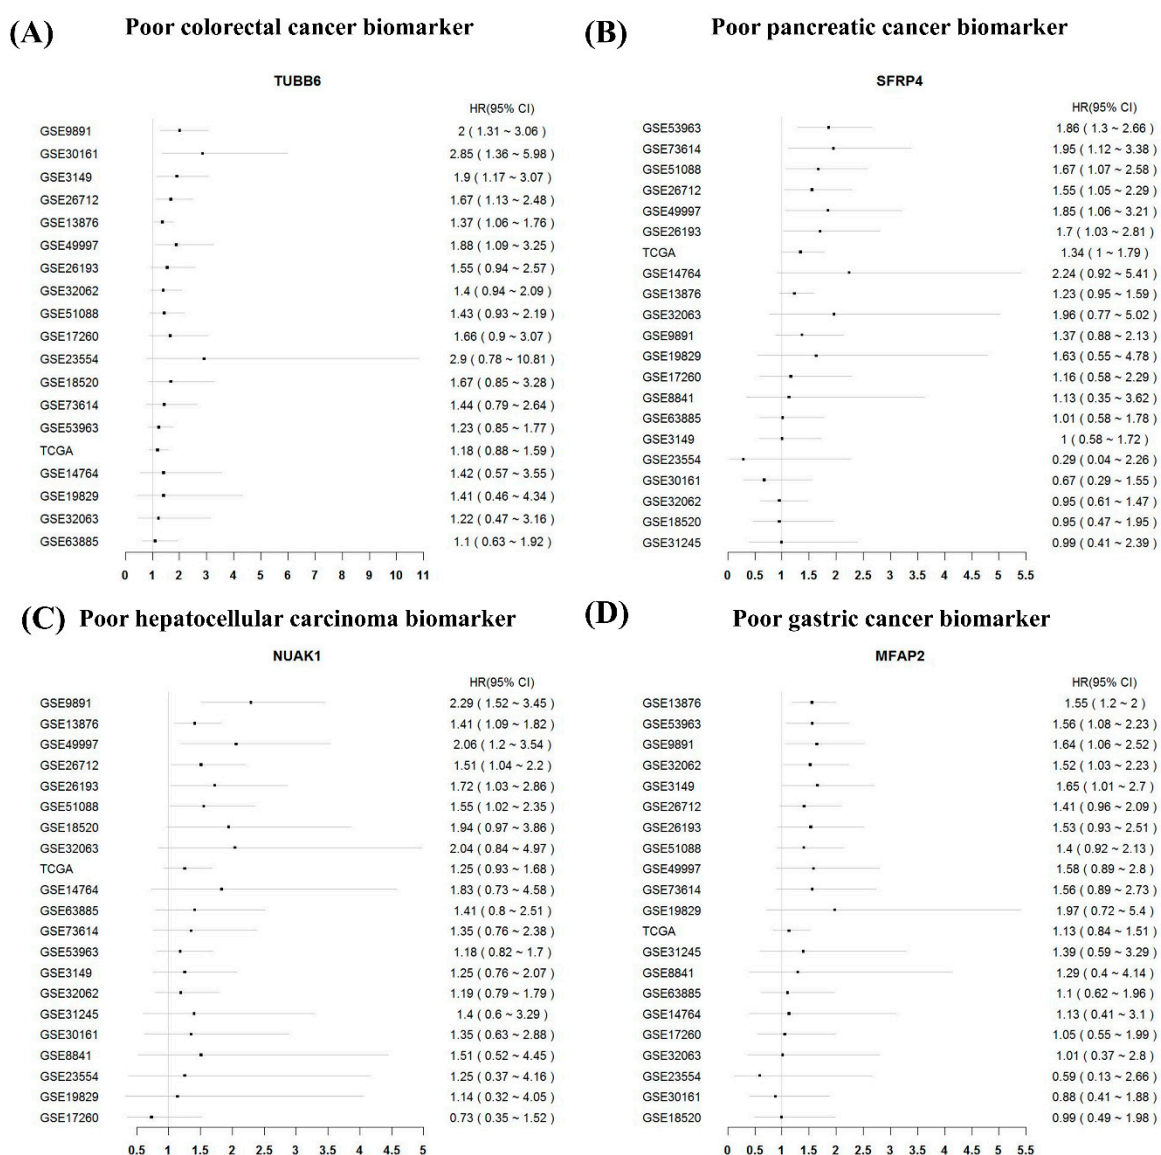 (A) Poor colorectal cancer biomarker
TUBB6
HR(95% CI)
GSE9891 2 ( 1.31 ~ 3.06 )
GSE30161 2.85 ( 1.36 ~ 5.98 )
GSE3149 1.9 ( 1.17 ~ 3.07 )
GSE26712 1.67 ( 1.13 ~ 2.48 )
GSE13876 1.37 ( 1.06 ~ 1.76 )
GSE49997 1.88 ( 1.09 ~ 3.25 )
GSE26193 1.55 ( 0.94 ~ 2.57 )
GSE32062 1.4 ( 0.94 ~ 2.09 )
GSE51088 1.43 ( 0.93 ~ 2.19 )
GSE17260 1.66 ( 0.9 ~ 3.07 )
GSE23554 2.9 ( 0.78 ~ 10.81 )
GSE18520 1.67 ( 0.85 ~ 3.28 )
GSE73614 1.44 ( 0.79 ~ 2.64 )
GSE53963 1.23 ( 0.85 ~ 1.77 )
TCGA 1.18 ( 0.88 ~ 1.59 )
GSE14764 1.42 ( 0.57 ~ 3.55 )
GSE19829 1.41 ( 0.46 ~ 4.34 )
GSE32063 1.22 ( 0.47 ~ 3.16 )
GSE63885 1.1 ( 0.63 ~ 1.92 )
0 1 2 3 4 5 6 7 8 9 10 11
(B) Poor pancreatic cancer biomarker
SFRP4
HR(95% CI)
GSE53963 1.86 ( 1.3 ~ 2.66 )
GSE73614 1.95 ( 1.12 ~ 3.38 )
GSE51088 1.67 ( 1.07 ~ 2.58 )
GSE26712 1.55 ( 1.05 ~ 2.29 )
GSE49997 1.85 ( 1.06 ~ 3.21 )
GSE26193 1.7 ( 1.03 ~ 2.81 )
TCGA 1.34 ( 1 ~ 1.79 )
GSE14764 2.24 ( 0.92 ~ 5.41 )
GSE13876 1.23 ( 0.95 ~ 1.59 )
GSE32063 1.96 ( 0.77 ~ 5.02 )
GSE9891 1.37 ( 0.88 ~ 2.13 )
GSE19829 1.63 ( 0.55 ~ 4.78 )
GSE17260 1.16 ( 0.58 ~ 2.29 )
GSE8841 1.13 ( 0.35 ~ 3.62 )
GSE63885 1.01 ( 0.58 ~ 1.78 )
GSE3149 1 ( 0.58 ~ 1.72 )
GSE23554 0.29 ( 0.04 ~ 2.26 )
GSE30161 0.67 ( 0.29 ~ 1.55 )
GSE32062 0.95 ( 0.61 ~ 1.47 )
GSE18520 0.95 ( 0.47 ~ 1.95 )
GSE31245 0.99 ( 0.41 ~ 2.39 )
0 0.5 1 1.5 2 2.5 3 3.5 4 4.5 5 5.5
(C) Poor hepatocellular carcinoma biomarker
NUAK1
HR(95% CI)
GSE9891 2.29 ( 1.52 ~ 3.45 )
GSE13876 1.41 ( 1.09 ~ 1.82 )
GSE49997 2.06 ( 1.2 ~ 3.54 )
GSE26712 1.51 ( 1.04 ~ 2.2 )
GSE26193 1.72 ( 1.03 ~ 2.86 )
GSE51088 1.55 ( 1.02 ~ 2.35 )
GSE18520 1.94 ( 0.97 ~ 3.86 )
GSE32063 2.04 ( 0.84 ~ 4.97 )
TCGA 1.25 ( 0.93 ~ 1.68 )
GSE14764 1.83 ( 0.73 ~ 4.58 )
GSE63885 1.41 ( 0.8 ~ 2.51 )
GSE73614 1.35 ( 0.76 ~ 2.38 )
GSE53963 1.18 ( 0.82 ~ 1.7 )
GSE3149 1.25 ( 0.76 ~ 2.07 )
GSE32062 1.19 ( 0.79 ~ 1.79 )
GSE31245 1.4 ( 0.6 ~ 3.29 )
GSE30161 1.35 ( 0.63 ~ 2.88 )
GSE8841 1.51 ( 0.52 ~ 4.45 )
GSE23554 1.25 ( 0.37 ~ 4.16 )
GSE19829 1.14 ( 0.32 ~ 4.05 )
GSE17260 0.73 ( 0.35 ~ 1.52 )
0.5 1 1.5 2 2.5 3 3.5 4 4.5 5
(D) Poor gastric cancer biomarker
MFAP2
HR(95% CI)
GSE13876 1.55 ( 1.2 ~ 2 )
GSE53963 1.56 ( 1.08 ~ 2.23 )
GSE9891 1.64 ( 1.06 ~ 2.52 )
GSE32062 1.52 ( 1.03 ~ 2.23 )
GSE3149 1.65 ( 1.01 ~ 2.7 )
GSE26712 1.41 ( 0.96 ~ 2.09 )
GSE26193 1.53 ( 0.93 ~ 2.51 )
GSE51088 1.4 ( 0.92 ~ 2.13 )
GSE49997 1.58 ( 0.89 ~ 2.8 )
GSE73614 1.56 ( 0.89 ~ 2.73 )
GSE19829 1.97 ( 0.72 ~ 5.4 )
TCGA 1.13 ( 0.84 ~ 1.51 )
GSE31245 1.39 ( 0.59 ~ 3.29 )
GSE8841 1.29 ( 0.4 ~ 4.14 )
GSE63885 1.1 ( 0.62 ~ 1.96 )
GSE14764 1.13 ( 0.41 ~ 3.1 )
GSE17260 1.05 ( 0.55 ~ 1.99 )
GSE32063 1.01 ( 0.37 ~ 2.8 )
GSE23554 0.59 ( 0.13 ~ 2.66 )
GSE30161 0.88 ( 0.41 ~ 1.88 )
GSE18520 0.99 ( 0.49 ~ 1.98 )
0 0.5 1 1.5 2 2.5 3 3.5 4 4.5 5 5.5